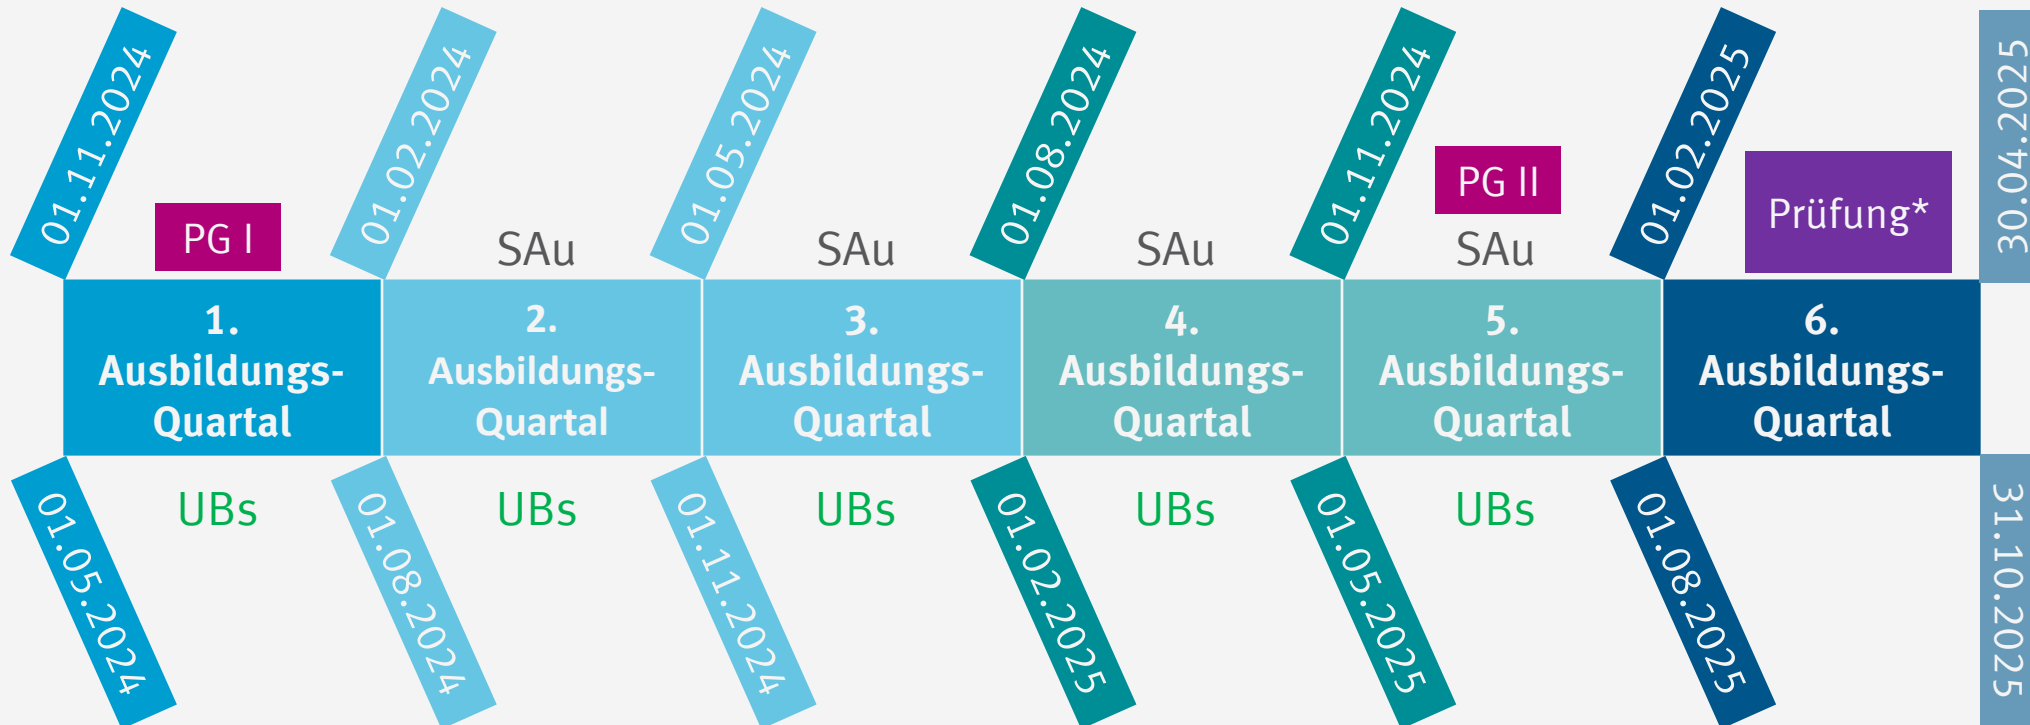 01.11.2024
01.02.2024
01.05.2024
01.08.2024
01.11.2024
01.02.2025
30.04.2025
PG I
SAu
SAu
SAu
PG II
SAu
Prüfung*
1.
Ausbildungs-
Quartal
2.
Ausbildungs-
Quartal
3.
Ausbildungs-
Quartal
4.
Ausbildungs-
Quartal
5.
Ausbildungs-
Quartal
6.
Ausbildungs-
Quartal
UBs
UBs
UBs
UBs
UBs
01.05.2024
01.08.2024
01.11.2024
01.02.2025
01.05.2025
01.08.2025
31.10.2025